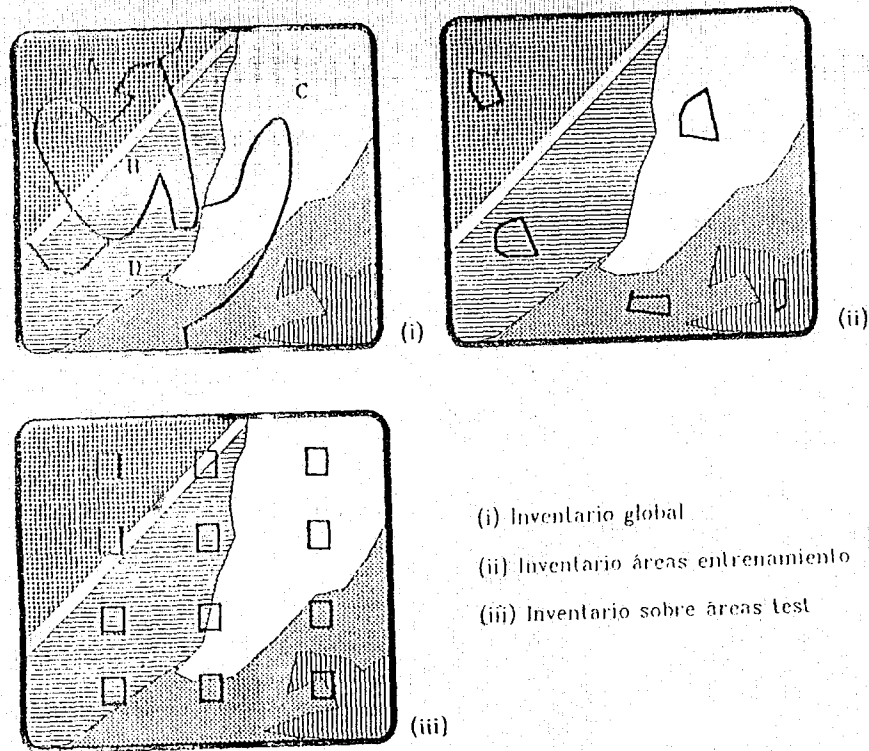 A
C
B
D
(i)
(ii)
(i) Inventario global
(ii) Inventario áreas entrenamiento
(iii) Inventario sobre áreas test
(iii)